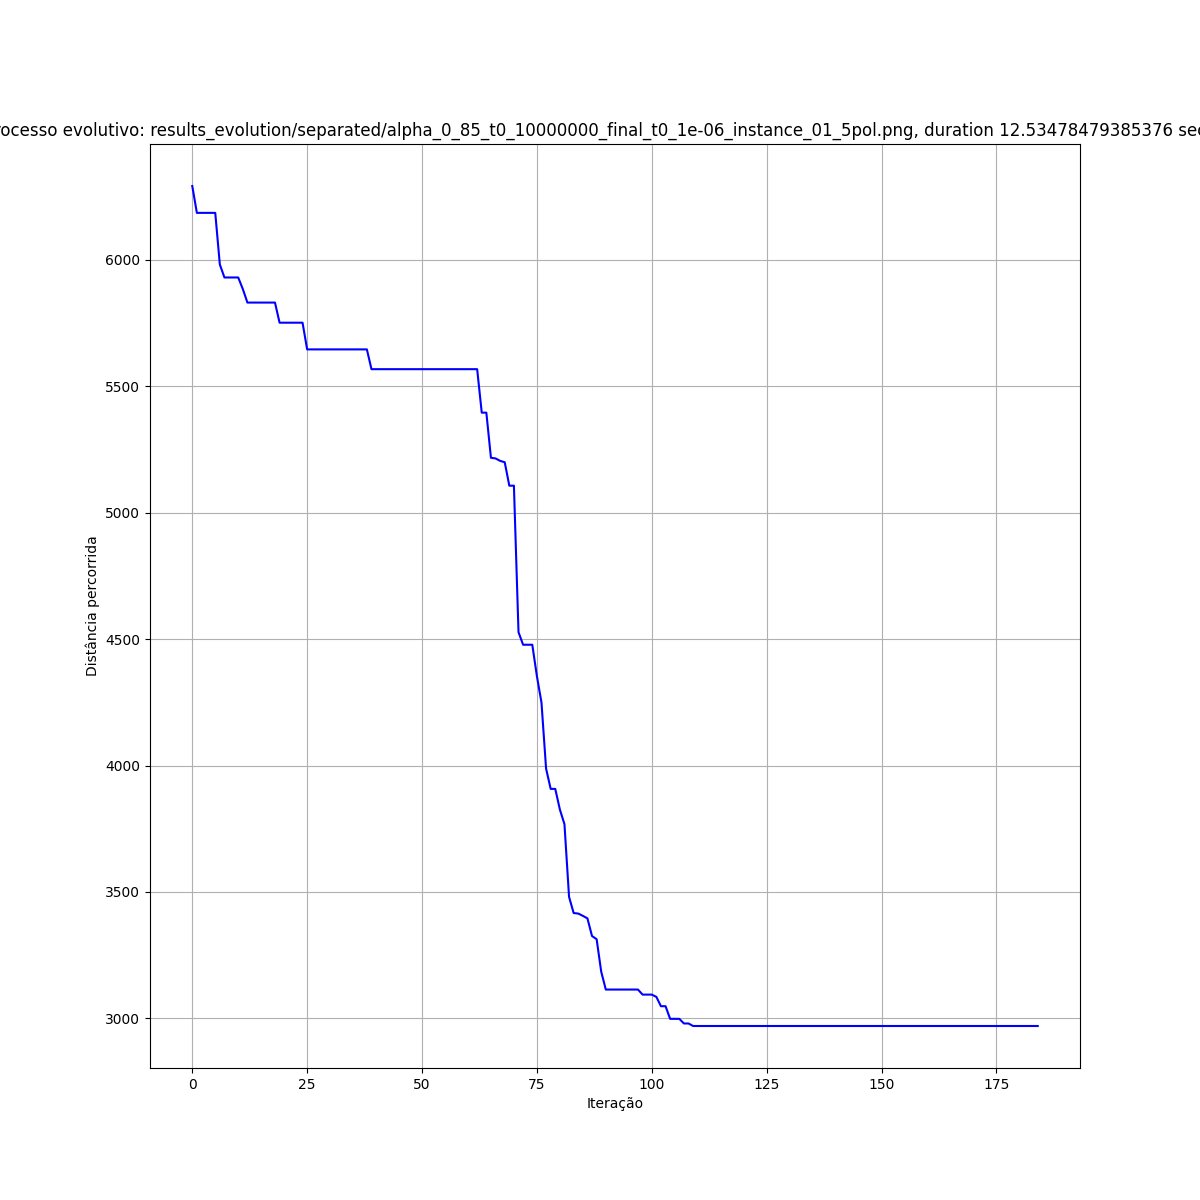 ocesso evolutivo: results_evolution/separated/alpha_0_85_t0_10000000_final_t0_1e-06_instance_01_5pol.png, duration 12.53478479385376 sec
6000
5500
5000
4500
4000
3500
3000
Distância percorrida
0 25 50 75 100 125 150 175
Iteração